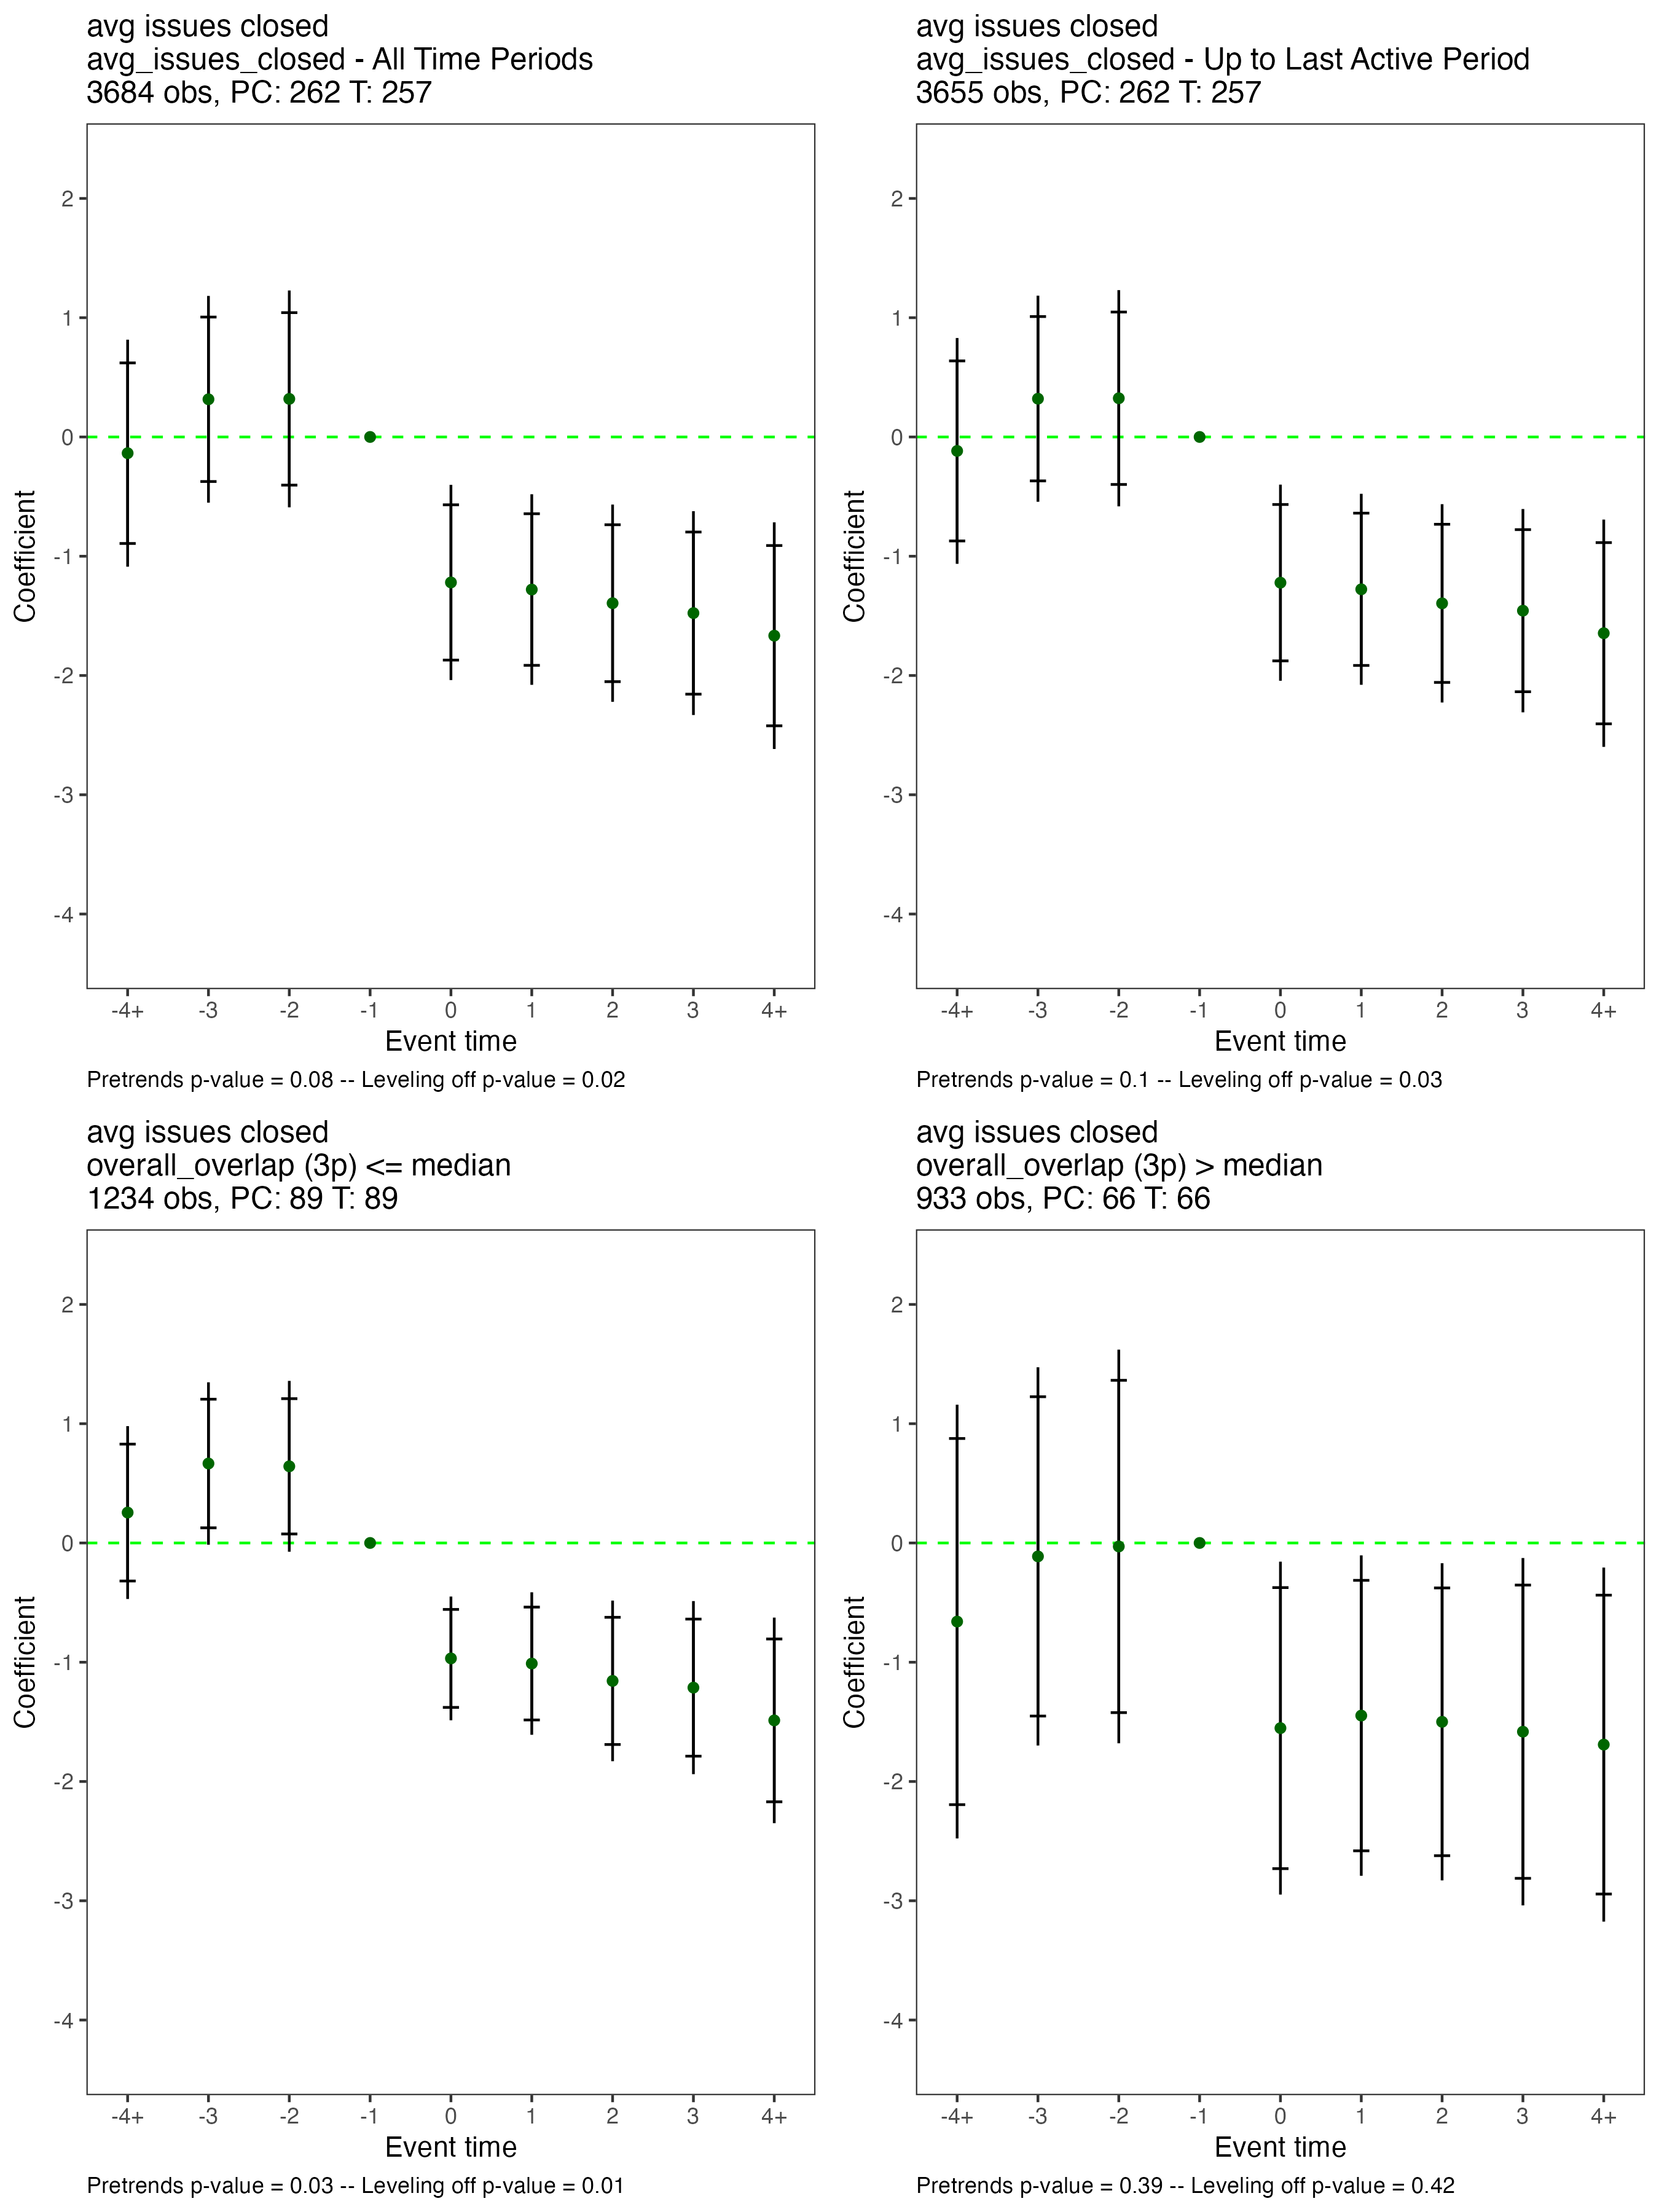 avg issues closed
avg_issues_closed - All Time Periods
3684 obs, PC: 262 T: 257
2
1
0
-1
-2
-3
-4
Coefficient
-4+ -3 -2 -1 0 1 2 3 4+
Event time
Pretrends p-value = 0.08 -- Leveling off p-value = 0.02
avg issues closed
avg_issues_closed - Up to Last Active Period
3655 obs, PC: 262 T: 257
2
1
0
-1
-2
-3
-4
Coefficient
-4+ -3 -2 -1 0 1 2 3 4+
Event time
Pretrends p-value = 0.1 -- Leveling off p-value = 0.03
avg issues closed
overall_overlap (3p) <= median
1234 obs, PC: 89 T: 89
2
1
0
-1
-2
-3
-4
Coefficient
-4+ -3 -2 -1 0 1 2 3 4+
Event time
Pretrends p-value = 0.03 -- Leveling off p-value = 0.01
avg issues closed
overall_overlap (3p) > median
933 obs, PC: 66 T: 66
2
1
0
-1
-2
-3
-4
Coefficient
-4+ -3 -2 -1 0 1 2 3 4+
Event time
Pretrends p-value = 0.39 -- Leveling off p-value = 0.42